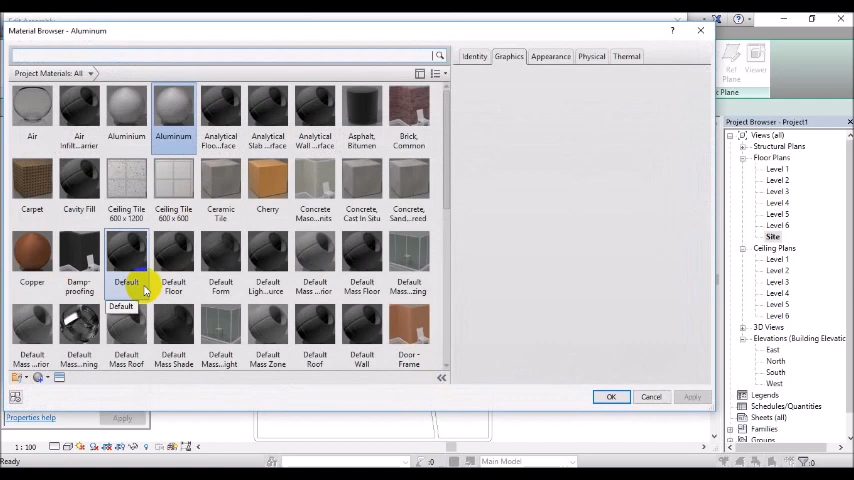 Material Browser - Aluminum
?
Project Materials: All
Identity Graphics Appearance Physical Thermal
Air
Air Infilt...arrier
Aluminium
Aluminum
Analytical Floo...face
Analytical Slab ...rface
Analytical Wall ...rface
Asphalt, Bitumen
Brick, Common
Carpet
Cavity Fill
Ceiling Tile 600 x 1200
Ceiling Tile 600 x 600
Ceramic Tile
Cherry
Concrete Maso...nits
Concrete, Cast In Situ
Concrete, Sand...reed
Copper
Damp-proofing
Default
Default Floor
Default Form
Default Ligh...urce
Default Mass ...rior
Default Mass Floor
Default Mass...zing
Default
Default Mass ...rior
Default Mass...ning
Default Mass Roof
Default Mass Shade
Default Mass...ight
Default Mass Zone
Default Roof
Default Wall
Door - Frame
OK Cancel Apply
Properties help Apply
1 : 100
Ready
:0 Main Model :0
Ref Plane Viewer
Project Browser - Project1
Views (all)
Structural Plans
Floor Plans
Level 1
Level 2
Level 3
Level 4
Level 5
Level 6
Site
Ceiling Plans
Level 1
Level 2
Level 3
Level 4
Level 5
Level 6
3D Views
Elevations (Building Elevatio
East
North
South
West
Legends
Schedules/Quantities
Sheets (all)
Families
Groups